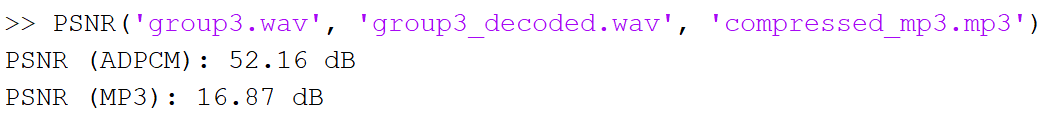 >> PSNR('group3.wav', 'group3_decoded.wav', 'compressed_mp3.mp3')
PSNR (ADPCM): 52.16 dB
PSNR (MP3): 16.87 dB